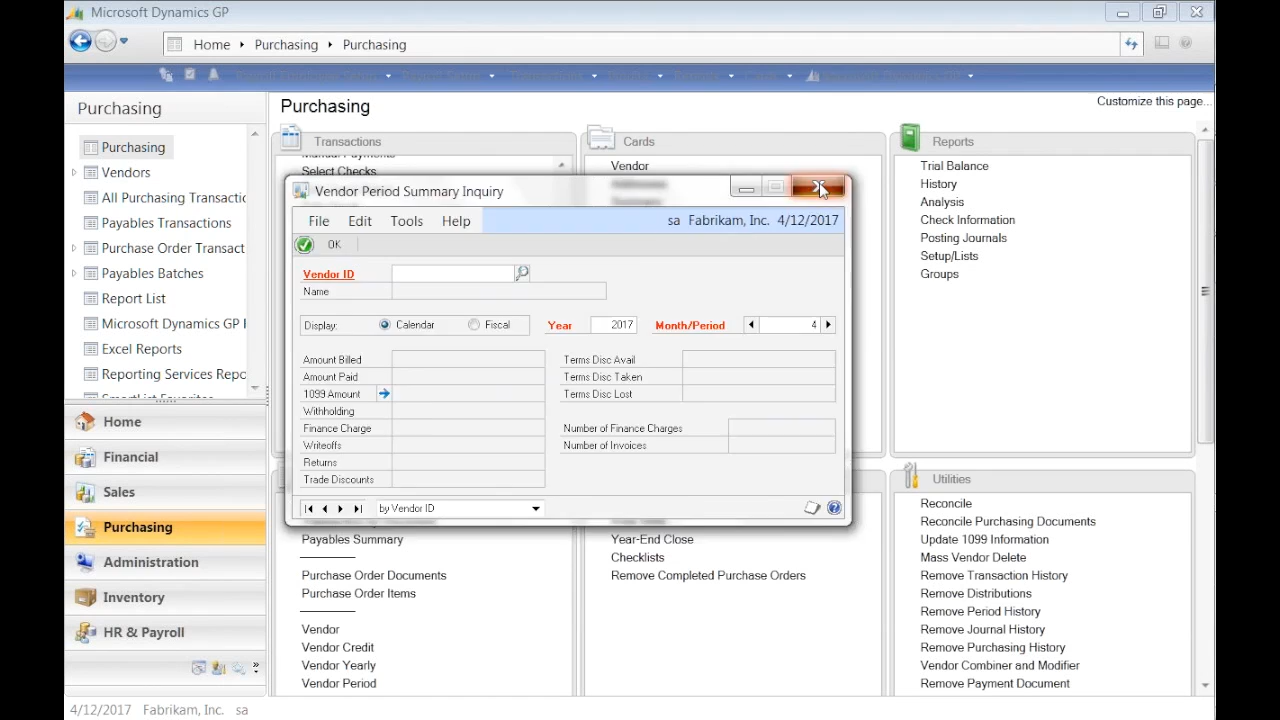 Microsoft Dynamics GP
Home
Purchasing
Purchasing
Purchasing
Customize this page...
Purchasing
Purchasing
Vendors
All Purchasing Transactic
Payables Transactions
Purchase Order Transact
Payables Batches
Report List
Microsoft Dynamics GP I
Excel Reports
Reporting Services Repo
SmartList Favorites
Home
Financial
Sales
Purchasing
Administration
Inventory
HR & Payroll
Transactions
Manual Payments
Select Checks
Cards
Vendor
Reports
Trial Balance
History
Analysis
Check Information
Posting Journals
Setup/Lists
Groups
Vendor Period Summary Inquiry
File Edit Tools Help
sa Fabrikam, Inc. 4/12/2017
OK
Vendor ID
Name
Display: Calendar Fiscal Year 2017 Month/Period 4
Amount Billed
Amount Paid
1099 Amount
Withholding
Finance Charge
Writeoffs
Returns
Trade Discounts
Terms Disc Avail
Terms Disc Taken
Terms Disc Lost
Number of Finance Charges
Number of Invoices
by Vendor ID
Payables Summary
Purchase Order Documents
Purchase Order Items
Vendor
Vendor Credit
Vendor Yearly
Vendor Period
Year-End Close
Checklists
Remove Completed Purchase Orders
Utilities
Reconcile
Reconcile Purchasing Documents
Update 1099 Information
Mass Vendor Delete
Remove Transaction History
Remove Distributions
Remove Period History
Remove Journal History
Remove Purchasing History
Vendor Combiner and Modifier
Remove Payment Document
4/12/2017 Fabrikam, Inc. sa